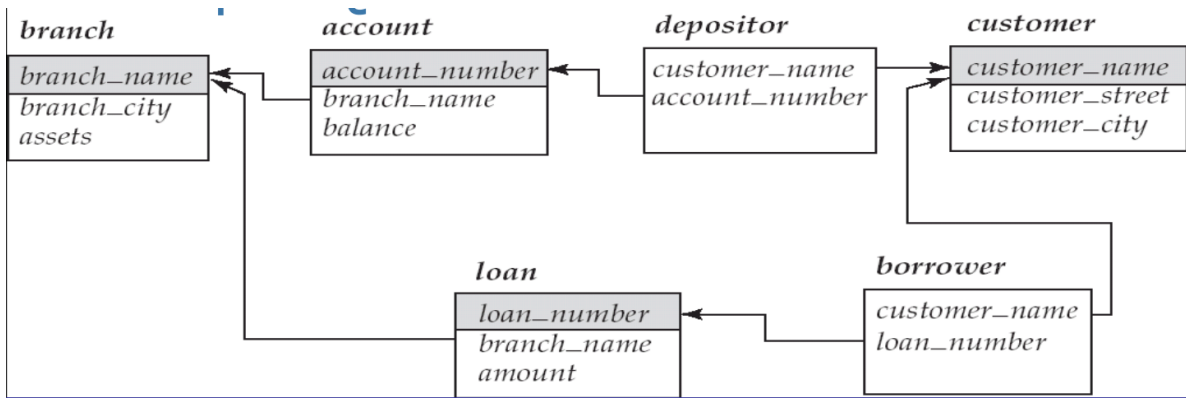 branch
branch_name
branch_city
assets
account
account_number
branch_name
balance
depositor
customer_name
account_number
customer
customer_name
customer_street
customer_city
loan
loan_number
branch_name
amount
borrower
customer_name
loan_number